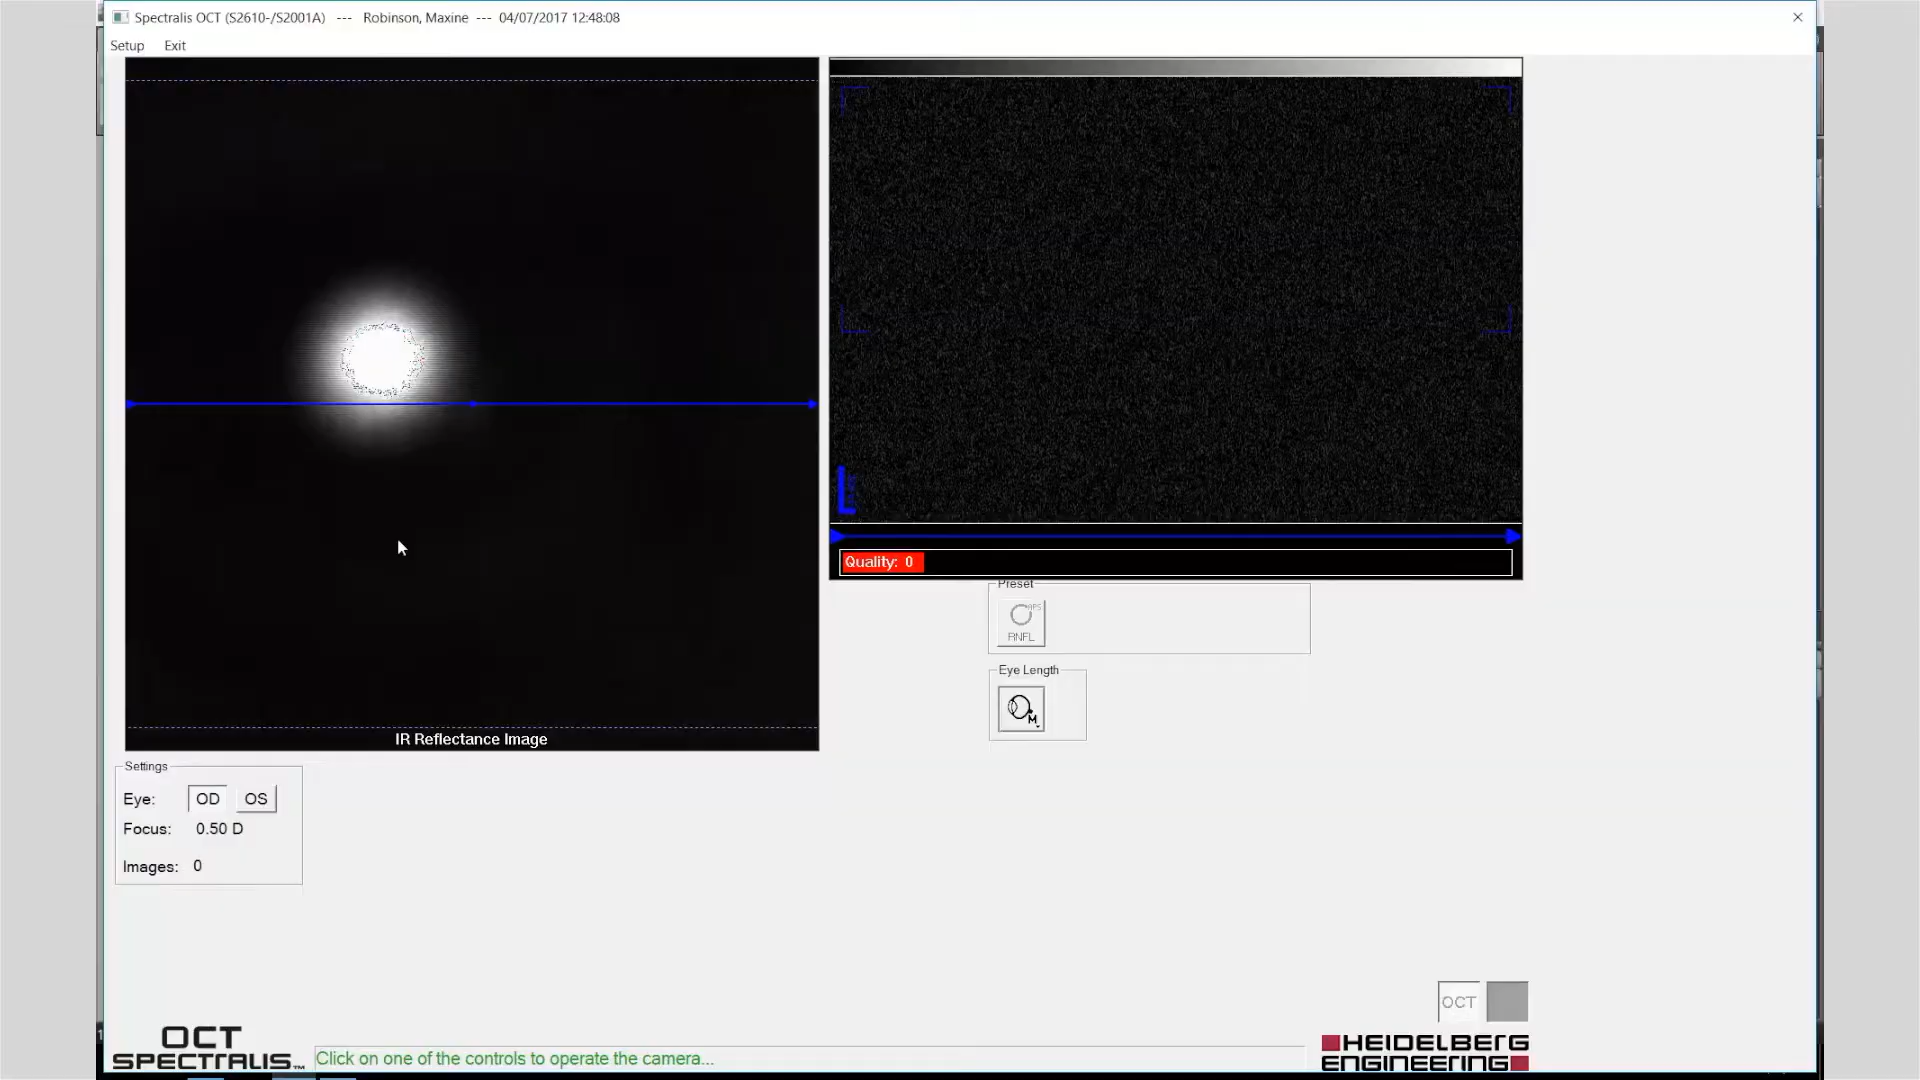 Spectralis OCT (S2610-/S2001A) --- Robinson, Maxine --- 04/07/2017 12:48:08
Setup Exit
Quality: 0
IR Reflectance Image
Preset
APS
RNFL
Eye Length
M
Settings
Eye: OD OS
Focus: 0.50 D
Images: 0
OCT
OCT
SPECTRALIS™
Click on one of the controls to operate the camera...
HEIDELBERG
ENGINEERING